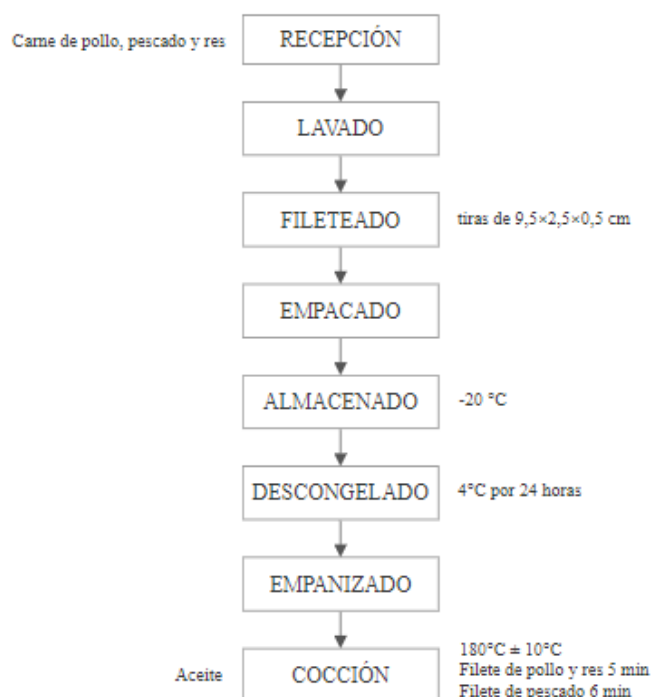 Carne de pollo, pescado y res
RECEPCIÓN
LAVADO
FILETEADO
tiras de 9,5×2,5×0,5 cm
EMPACADO
ALMACENADO
-20 °C
DESCONGELADO
4°C por 24 horas
EMPANIZADO
Aceite
COCCIÓN
180°C ± 10°C
Filete de pollo y res 5 min
Filete de pescado 6 min